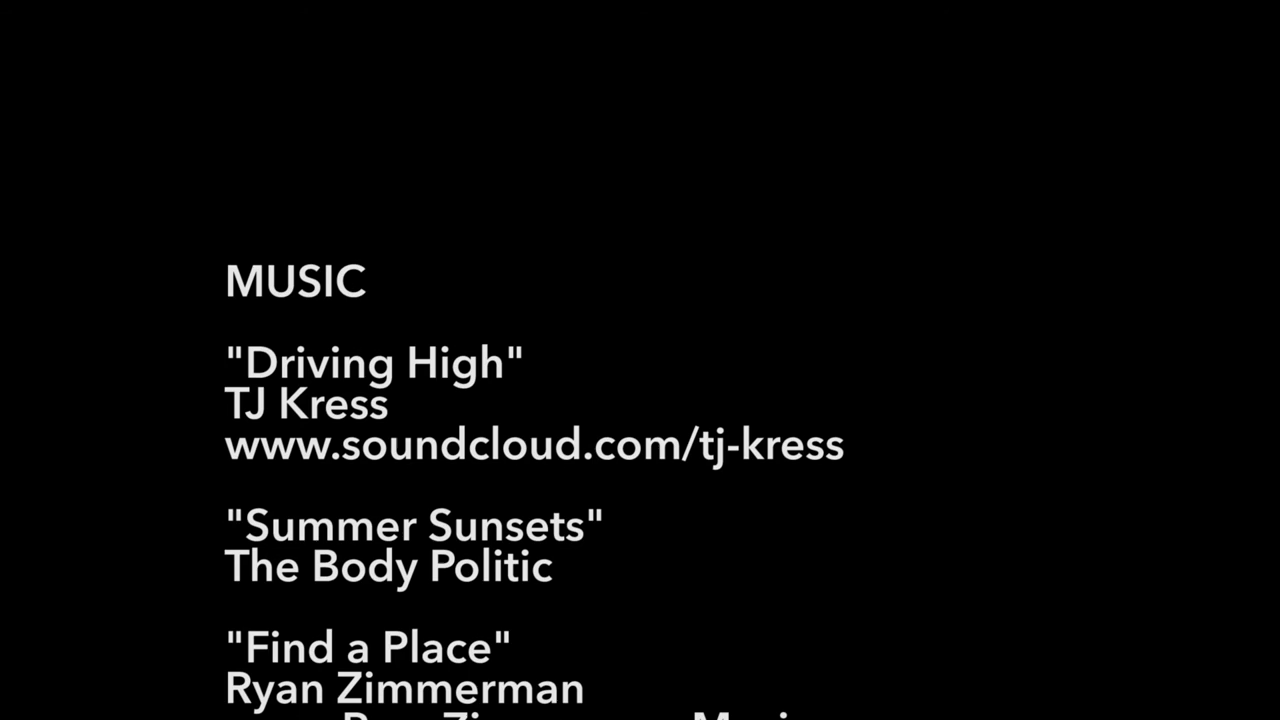 MUSIC
"Driving High"
TJ Kress
www.soundcloud.com/tj-kress
"Summer Sunsets"
The Body Politic
"Find a Place"
Ryan Zimmerman